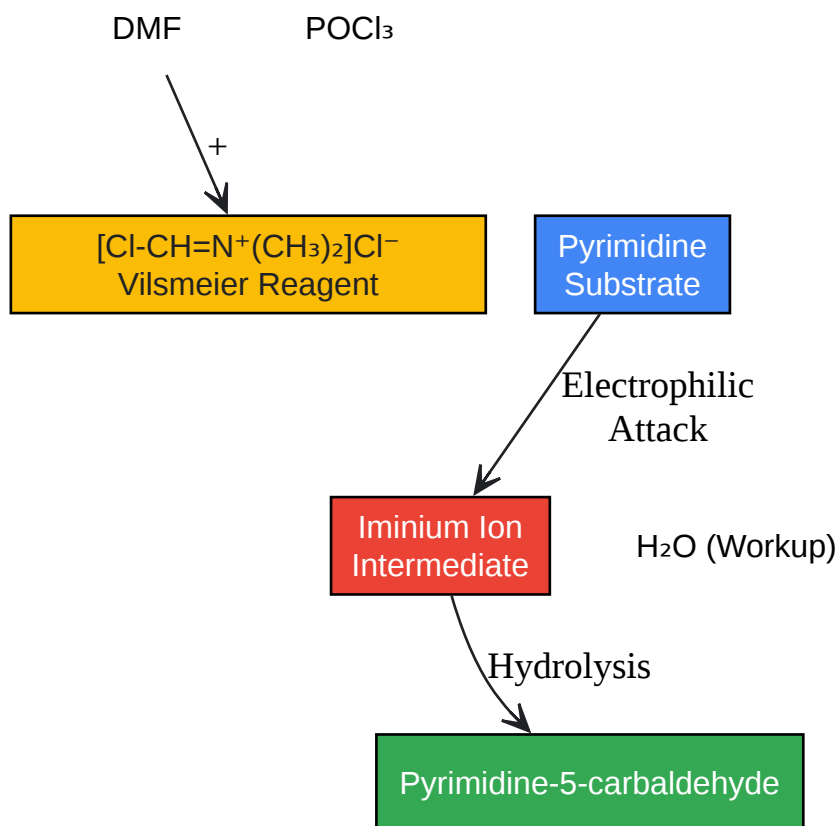 DMF
POCl₃
+
[Cl-CH=N⁺(CH₃)₂]Cl⁻
Vilsmeier Reagent
Pyrimidine
Substrate
Electrophilic
Attack
Iminium Ion
Intermediate
H₂O (Workup)
Hydrolysis
Pyrimidine-5-carbaldehyde